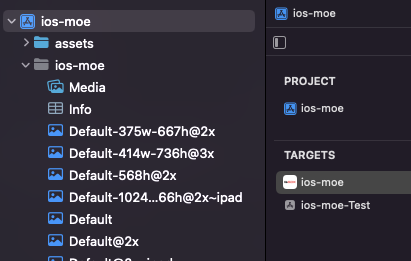 ios-moe
assets
ios-moe
Media
Info
Default-375w-667h@2x
Default-414w-736h@3x
Default-568h@2x
Default-1024...66h@2x~ipad
Default
Default@2x
ios-moe
PROJECT
ios-moe
TARGETS
ios-moe
ios-moe-Test